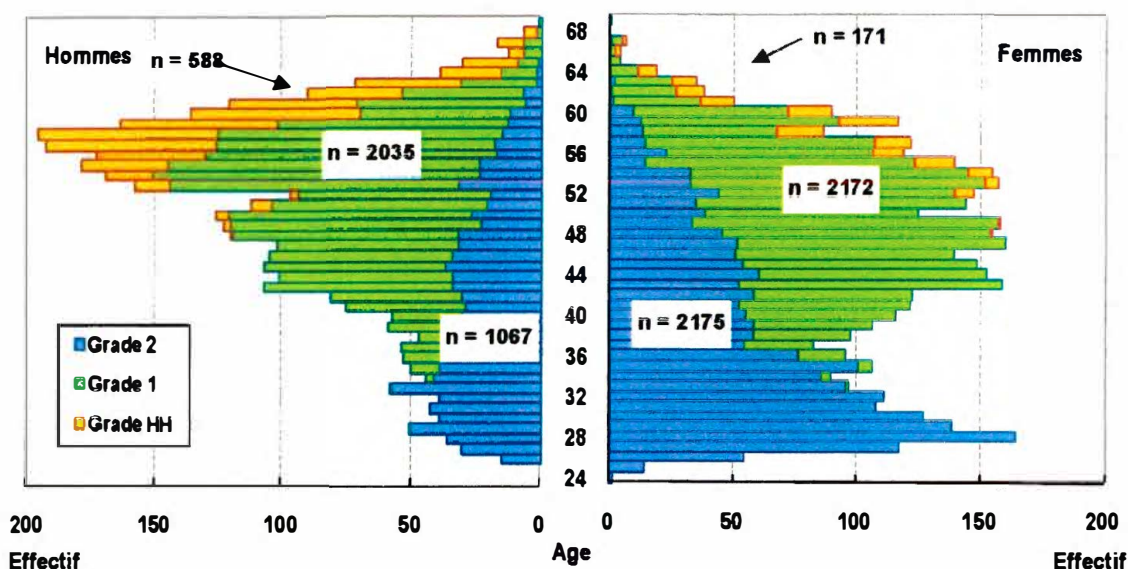 Hommes
n = 588
n = 2035
n = 1067
Grade 2
Grade 1
Grade HH
200
150
100
50
0
Effectif
68
64
60
56
52
48
44
40
36
32
28
24
Age
n = 171
Femmes
n = 2172
n = 2175
0
50
100
150
200
Effectif